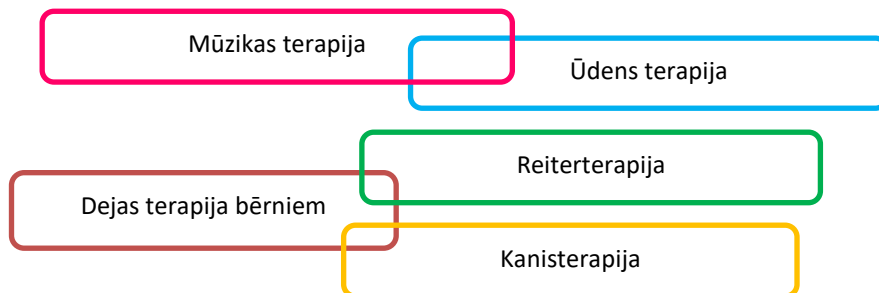 Mūzikas terapija
Ūdens terapija
Reiterterapija
Dejas terapija bērniem
Kanisterapija